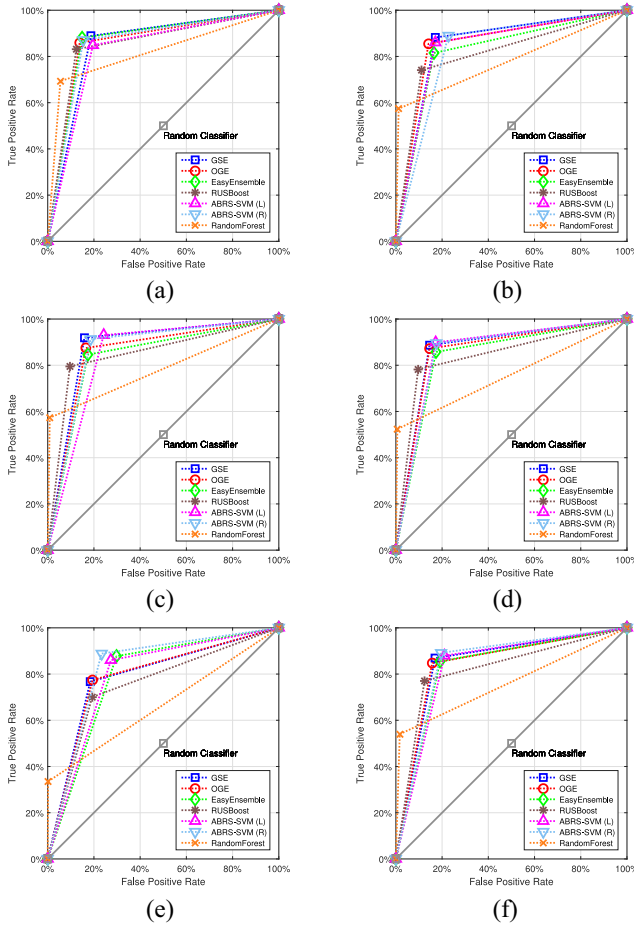 100%
80%
60%
40%
20%
0%
True Positive Rate
Random Classifier
GSE
OGE
EasyEnsemble
RUSBoost
ABRS-SVM (L)
ABRS-SVM (R)
RandomForest
0% 20% 40% 60% 80% 100%
False Positive Rate
(a)
100%
80%
60%
40%
20%
0%
True Positive Rate
Random Classifier
GSE
OGE
EasyEnsemble
RUSBoost
ABRS-SVM (L)
ABRS-SVM (R)
RandomForest
0% 20% 40% 60% 80% 100%
False Positive Rate
(b)
100%
80%
60%
40%
20%
0%
True Positive Rate
Random Classifier
GSE
OGE
EasyEnsemble
RUSBoost
ABRS-SVM (L)
ABRS-SVM (R)
RandomForest
0% 20% 40% 60% 80% 100%
False Positive Rate
(c)
100%
80%
60%
40%
20%
0%
True Positive Rate
Random Classifier
GSE
OGE
EasyEnsemble
RUSBoost
ABRS-SVM (L)
ABRS-SVM (R)
RandomForest
0% 20% 40% 60% 80% 100%
False Positive Rate
(d)
100%
80%
60%
40%
20%
0%
True Positive Rate
Random Classifier
GSE
OGE
EasyEnsemble
RUSBoost
ABRS-SVM (L)
ABRS-SVM (R)
RandomForest
0% 20% 40% 60% 80% 100%
False Positive Rate
(e)
100%
80%
60%
40%
20%
0%
True Positive Rate
Random Classifier
GSE
OGE
EasyEnsemble
RUSBoost
ABRS-SVM (L)
ABRS-SVM (R)
RandomForest
0% 20% 40% 60% 80% 100%
False Positive Rate
(f)